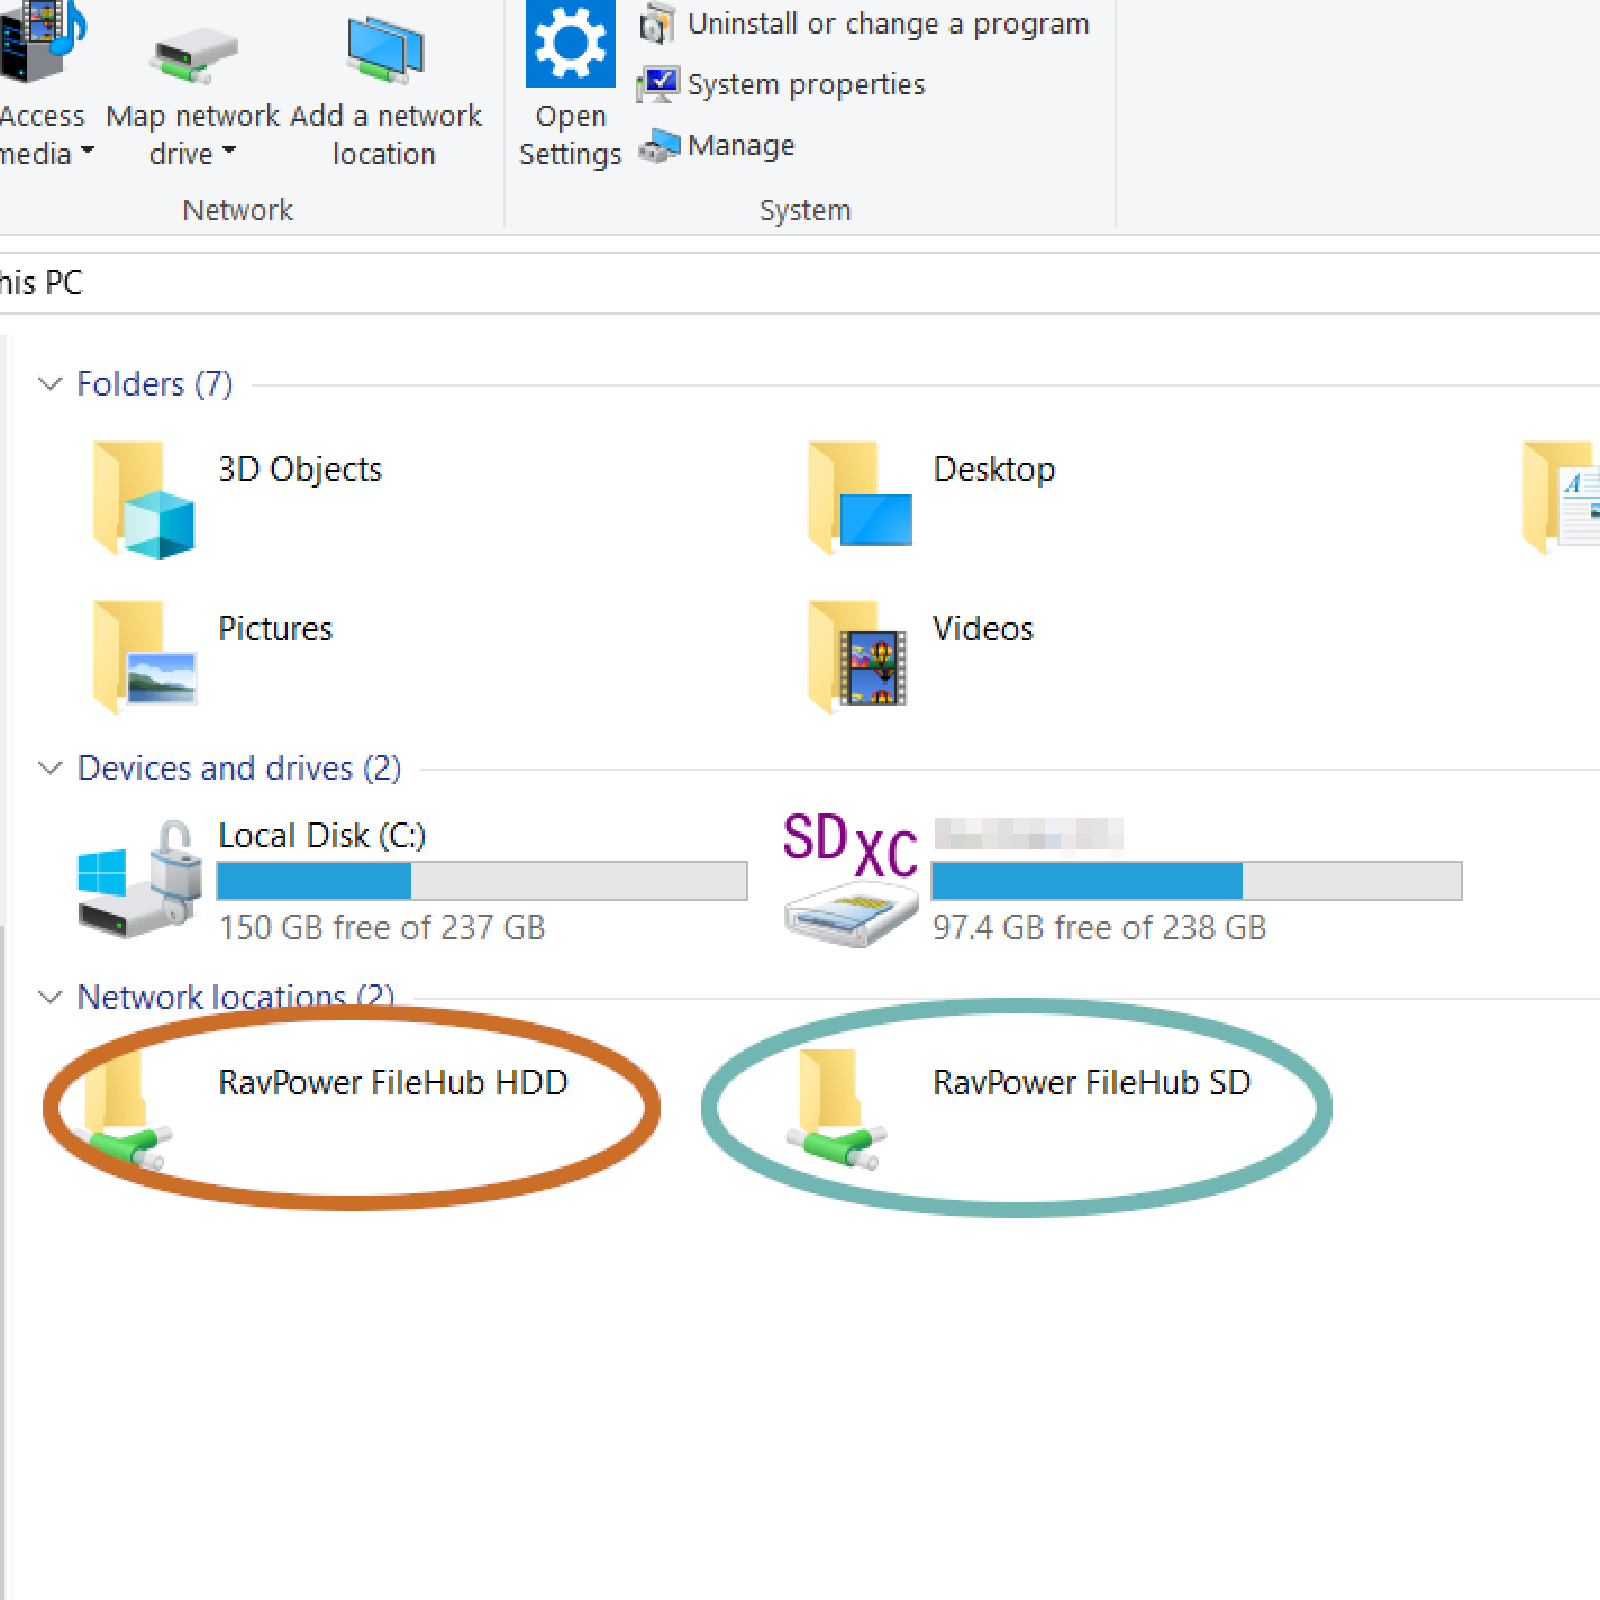 Access media
Map network drive
Add a network location
Open Settings
Uninstall or change a program
System properties
Manage
Network
System
his PC
Folders (7)
3D Objects
Desktop
A
Pictures
Videos
Devices and drives (2)
Local Disk (C:)
150 GB free of 237 GB
SD XC
97.4 GB free of 238 GB
Network locations (2)
RavPower FileHub HDD
RavPower FileHub SD